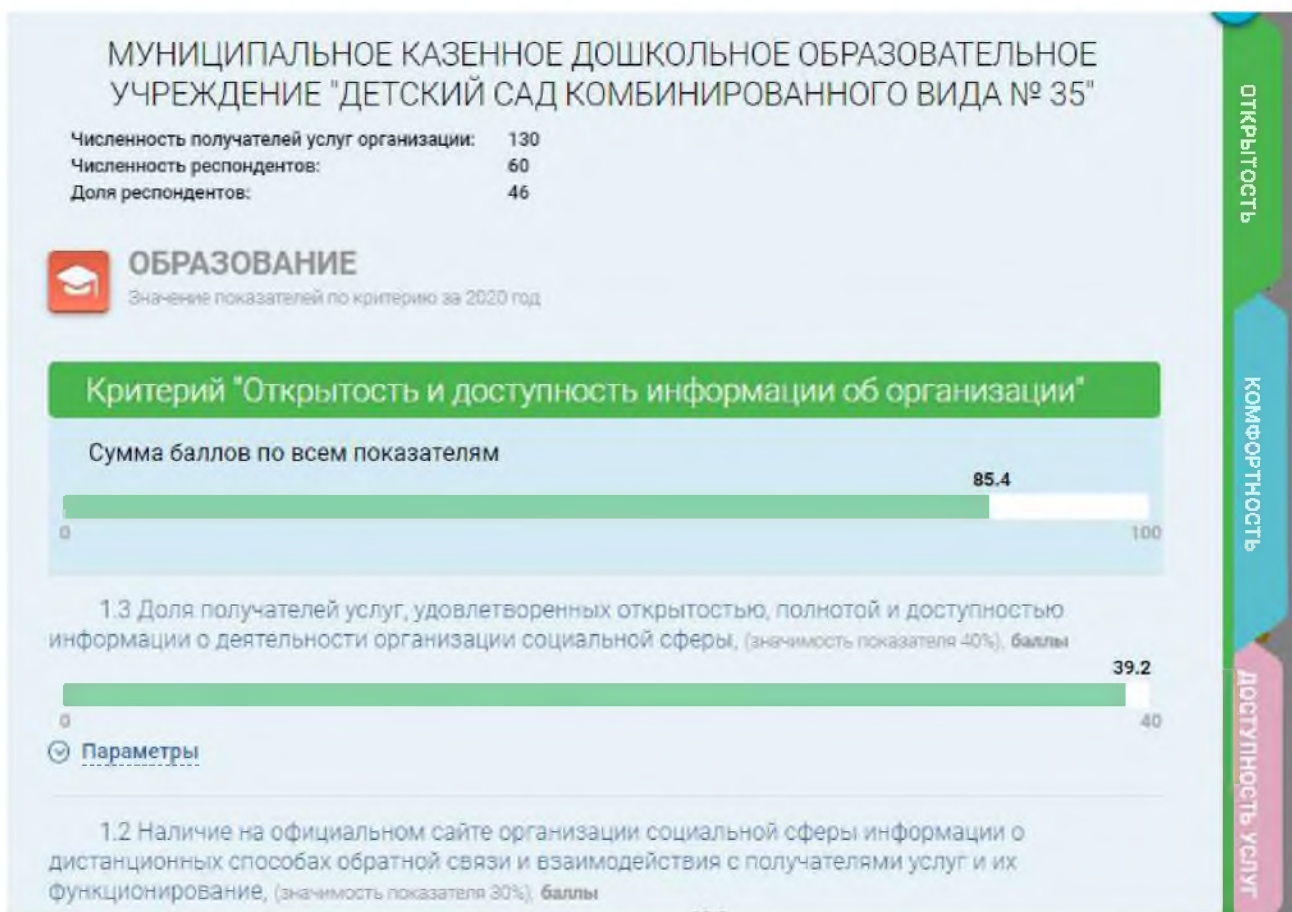 МУНИЦИПАЛЬНОЕ КАЗЕННОЕ ДОШКОЛЬНОЕ ОБРАЗОВАТЕЛЬНОЕ
УЧРЕЖДЕНИЕ "ДЕТСКИЙ САД КОМБИНИРОВАННОГО ВИДА № 35"
Численность получателей услуг организации: 130
Численность респондентов: 60
Доля респондентов: 46
ОБРАЗОВАНИЕ
Значение показателей по критерию за 2020 год
Критерий "Открытость и доступность информации об организации"
Сумма баллов по всем показателям
85.4
0 100
1.3 Доля получателей услуг, удовлетворенных открытостью, полнотой и доступностью
информации о деятельности организации социальной сферы, (значимость показателя 40%), баллы
39.2
0 40
Параметры
1.2 Наличие на официальном сайте организации социальной сферы информации о
дистанционных способах обратной связи и взаимодействия с получателями услуг и их
функционирование, (значимость показателя 30%), баллы
ОТКРЫТОСТЬ
КОМФОРТНОСТЬ
ДОСТУПНОСТЬ УСЛУГ